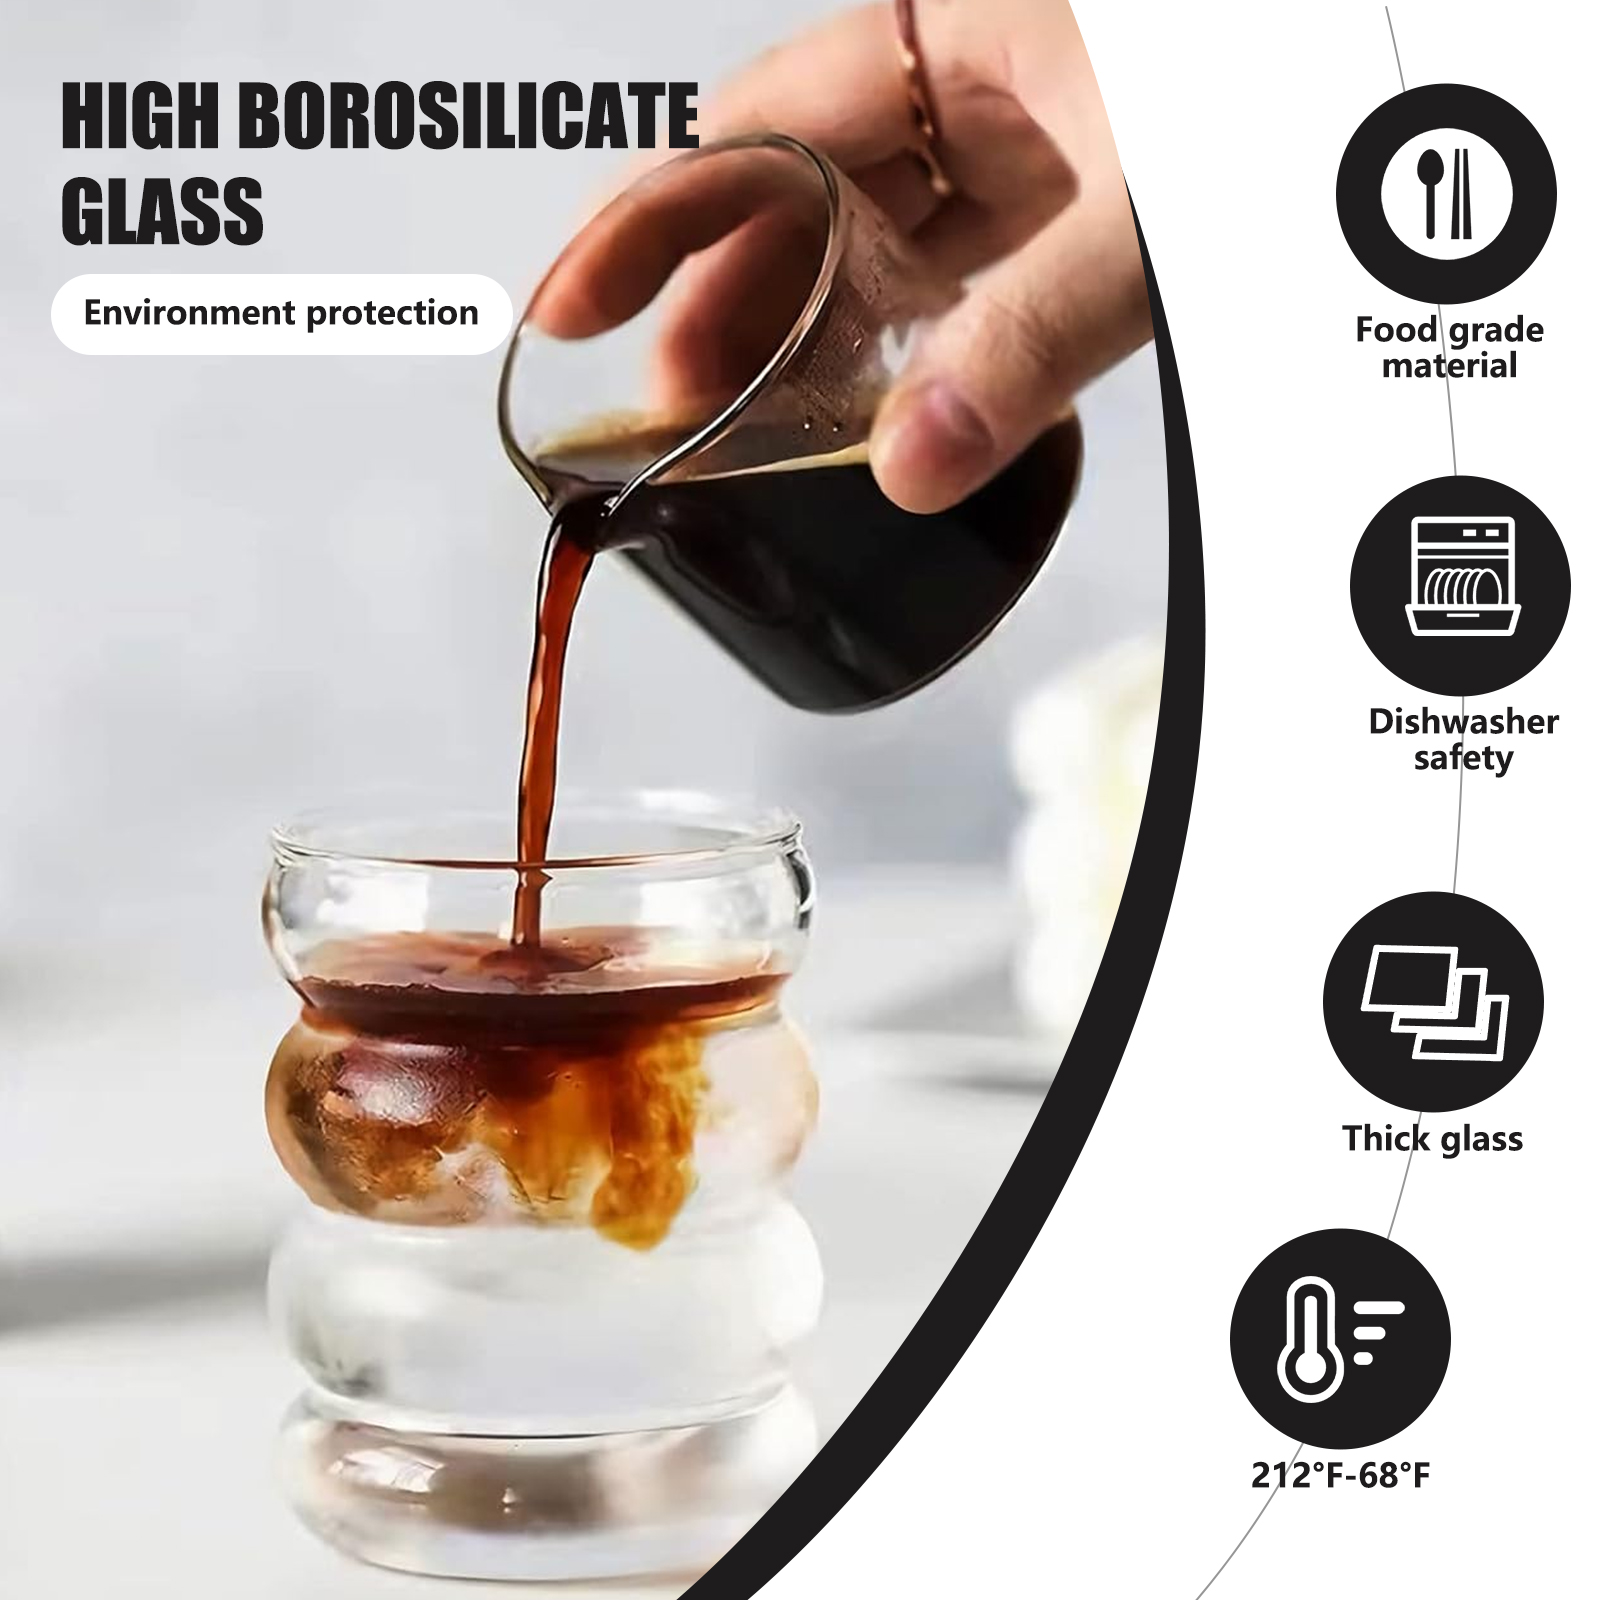 HIGH BOROSILICATE
GLASS
Environment protection
Food grade
material
Dishwasher
safety
Thick glass
212°F-68°F